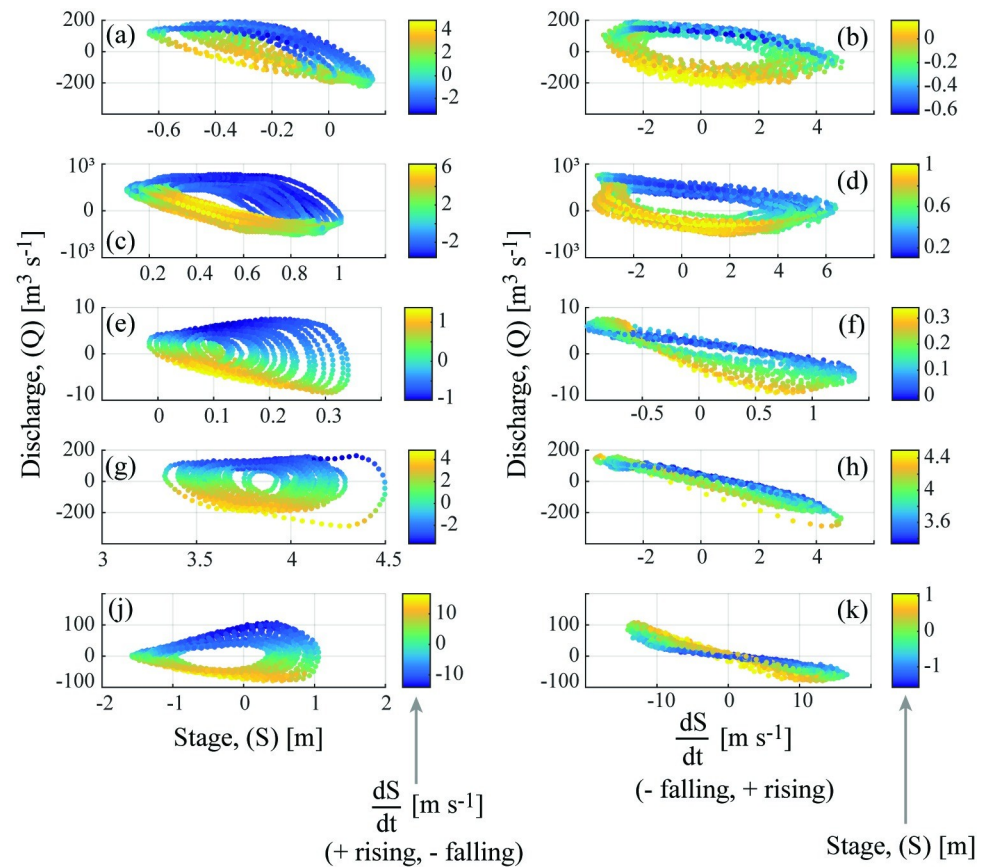 Discharge, (Q) [m³ s⁻¹]
Discharge, (Q) [m³ s⁻¹]
(a)
200
0
-200
-0.6 -0.4 -0.2 0
4
2
0
-2
(b)
200
0
-200
-2 0 2 4
0
-0.2
-0.4
-0.6
(c)
10³
0
-10³
0.2 0.4 0.6 0.8 1
6
4
2
0
-2
(d)
10³
0
-10³
-2 0 2 4 6
1
0.8
0.6
0.4
0.2
(e)
10
0
-10
0 0.1 0.2 0.3
1
0
-1
(f)
10
0
-10
-0.5 0 0.5 1
0.3
0.2
0.1
0
(g)
200
0
-200
3 3.5 4 4.5
4
2
0
-2
(h)
200
0
-200
-2 0 2 4
4.4
4
3.6
(j)
100
0
-100
-2 -1 0 1 2
10
0
-10
(k)
100
0
-100
-10 0 10
1
0
-1
Stage, (S) [m]
dS
dt
[m s⁻¹]
(- falling, + rising)
dS
dt
[m s⁻¹]
(+ rising, - falling)
Stage, (S) [m]